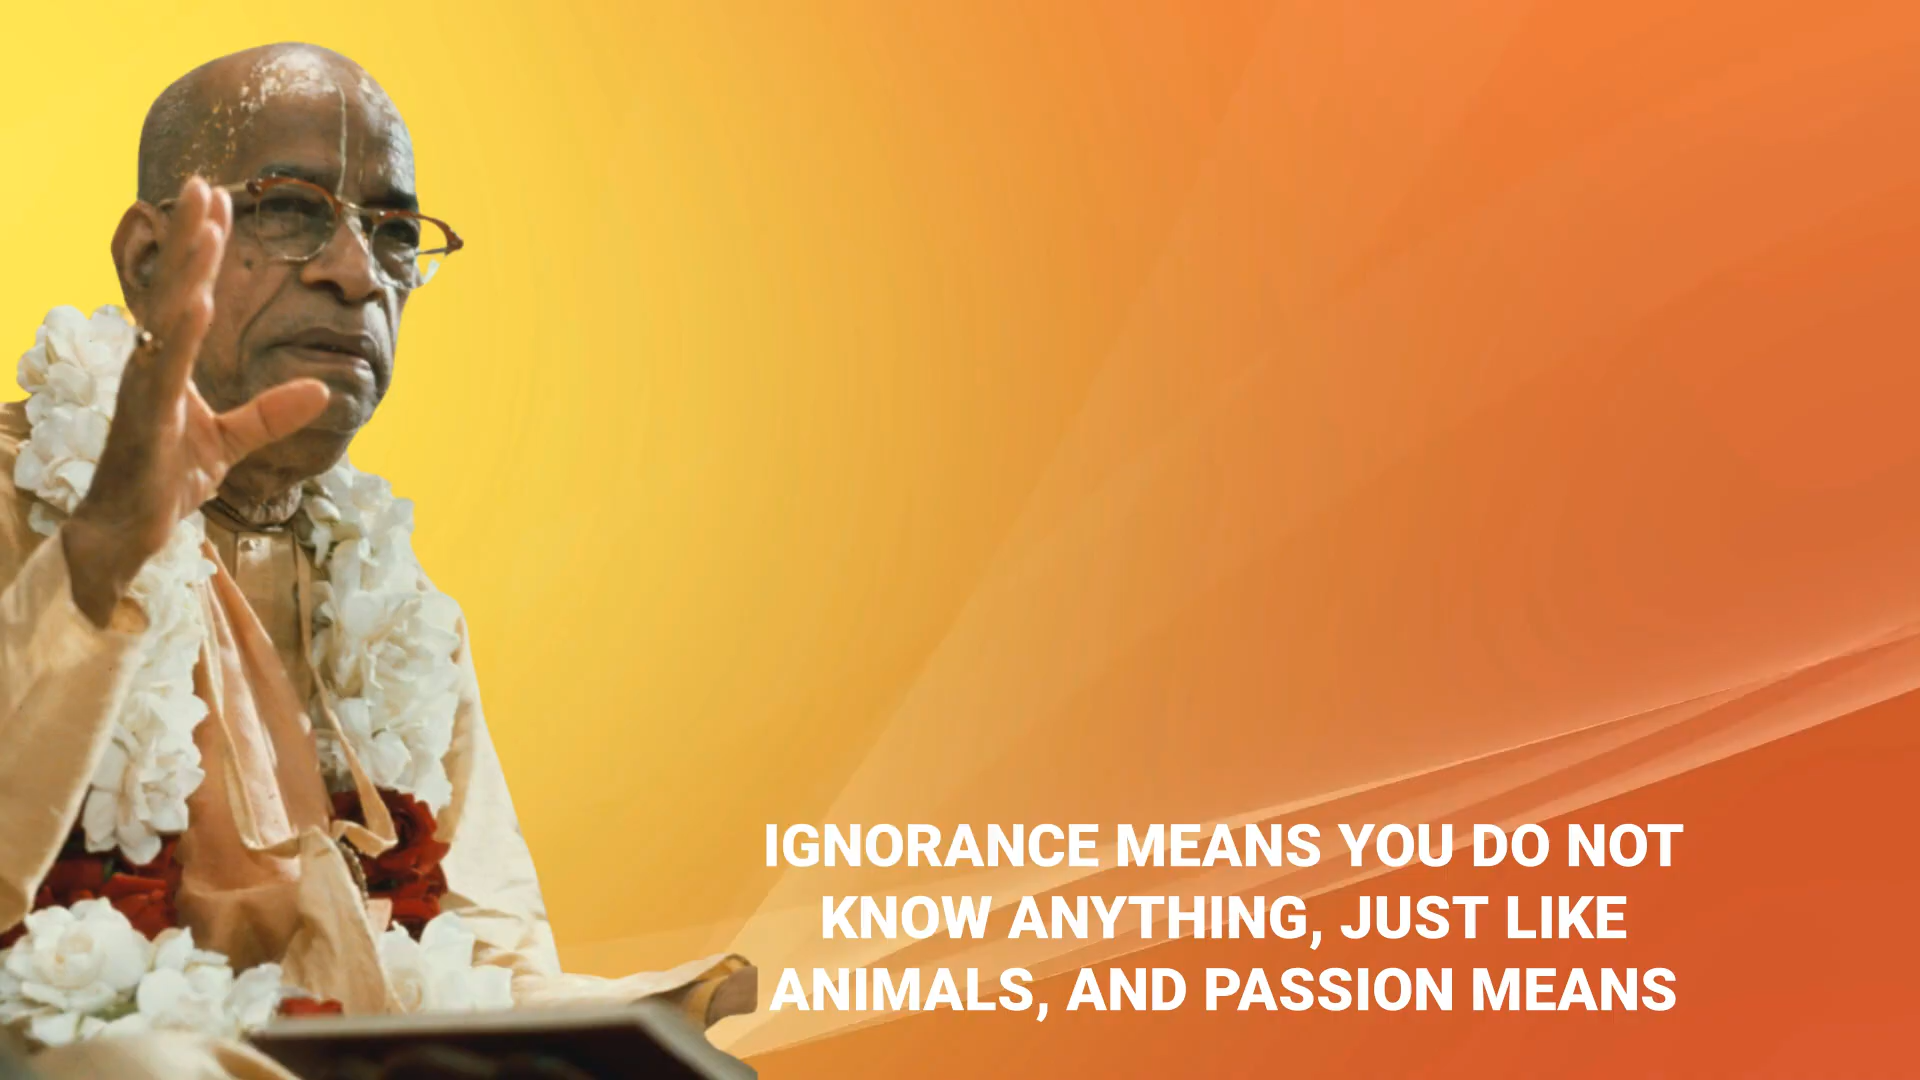 IGNORANCE MEANS YOU DO NOT
KNOW ANYTHING, JUST LIKE
ANIMALS, AND PASSION MEANS